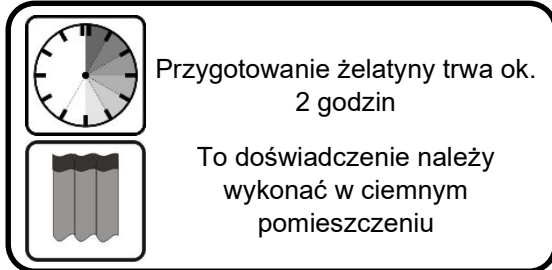 Przygotowanie żelatyny trwa ok.
2 godzin
To doświadczenie należy
wykonać w ciemnym
pomieszczeniu